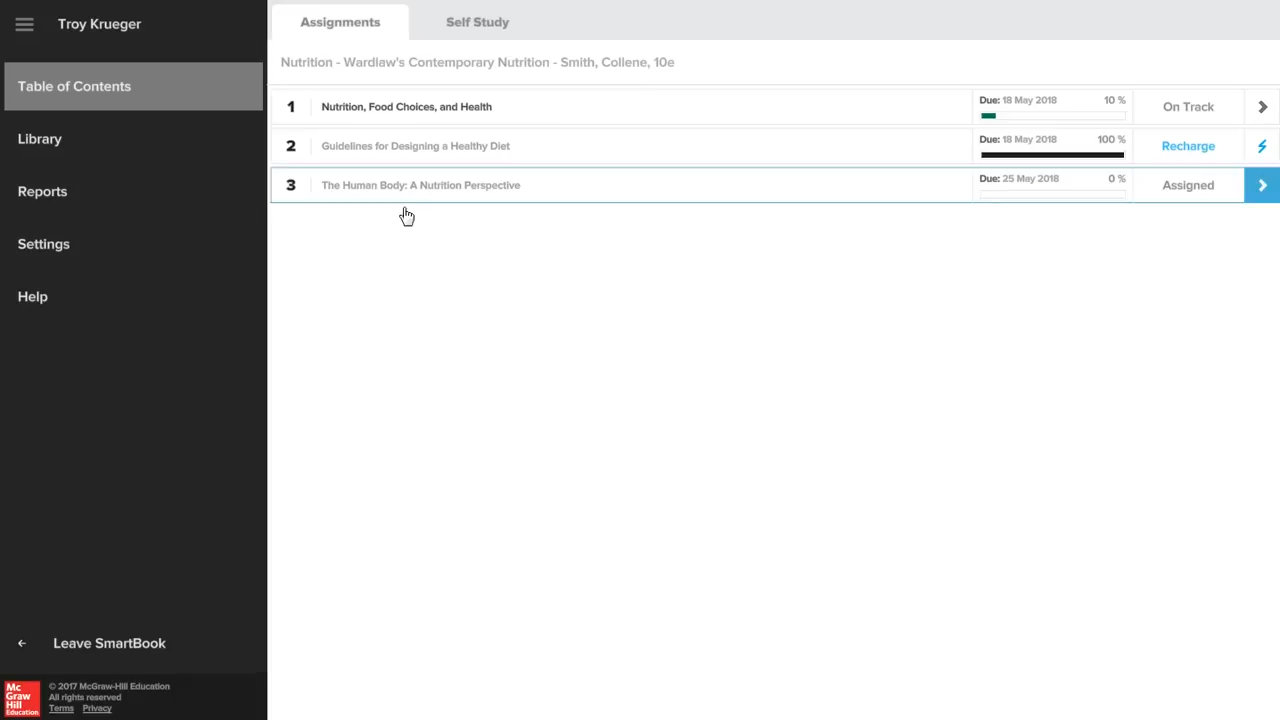 Troy Krueger
Table of Contents
Library
Reports
Settings
Help
Leave SmartBook
Mc
Graw
Hill
Education
© 2017 McGraw-Hill Education
All rights reserved
Terms Privacy
Assignments Self Study
Nutrition - Wardlaw's Contemporary Nutrition - Smith, Collene, 10e
1 Nutrition, Food Choices, and Health Due: 18 May 2018 10 % On Track
2 Guidelines for Designing a Healthy Diet Due: 18 May 2018 100 % Recharge
3 The Human Body: A Nutrition Perspective Due: 25 May 2018 0 % Assigned